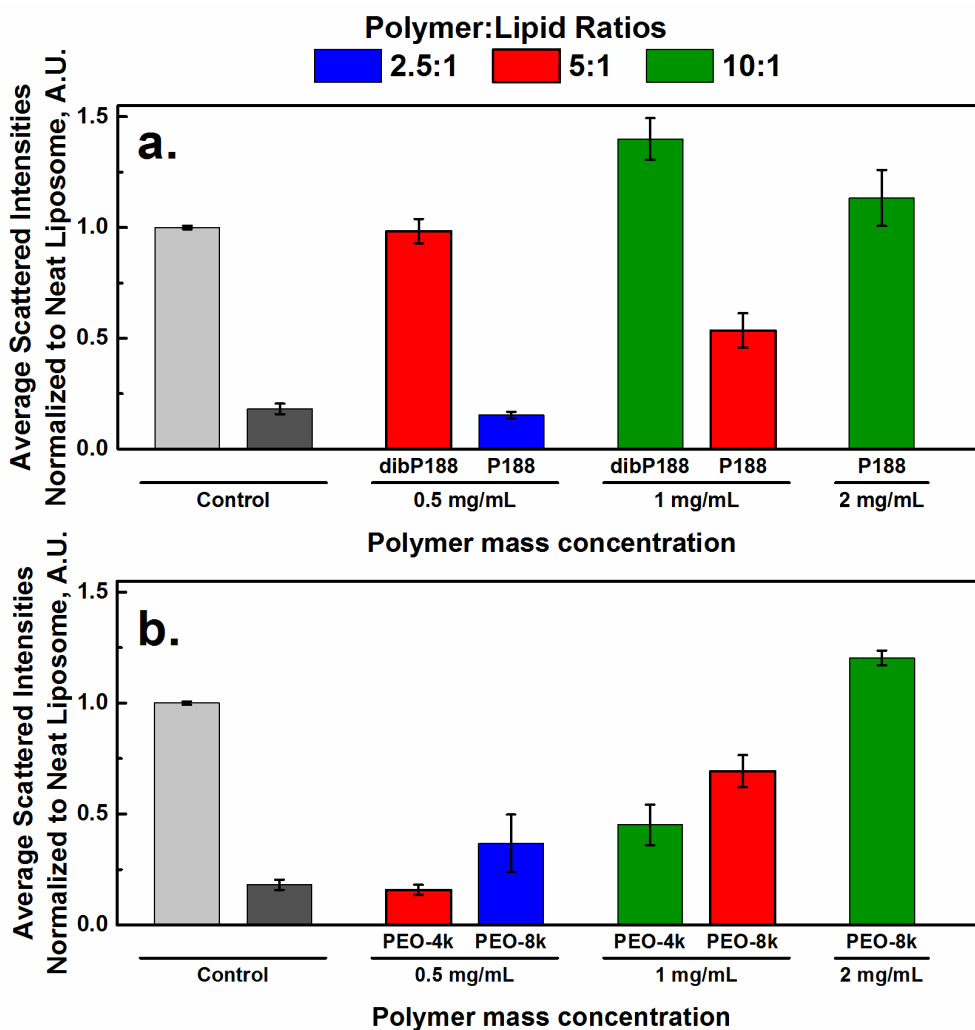 Polymer:Lipid Ratios
2.5:1 5:1 10:1
Average Scattered Intensities
Normalized to Neat Liposome, A.U.
a.
1.5
1.0
0.5
0.0
dibP188 P188 dibP188 P188 P188
Control 0.5 mg/mL 1 mg/mL 2 mg/mL
Polymer mass concentration
Average Scattered Intensities
Normalized to Neat Liposome, A.U.
b.
1.5
1.0
0.5
0.0
PEO-4k PEO-8k PEO-4k PEO-8k PEO-8k
Control 0.5 mg/mL 1 mg/mL 2 mg/mL
Polymer mass concentration